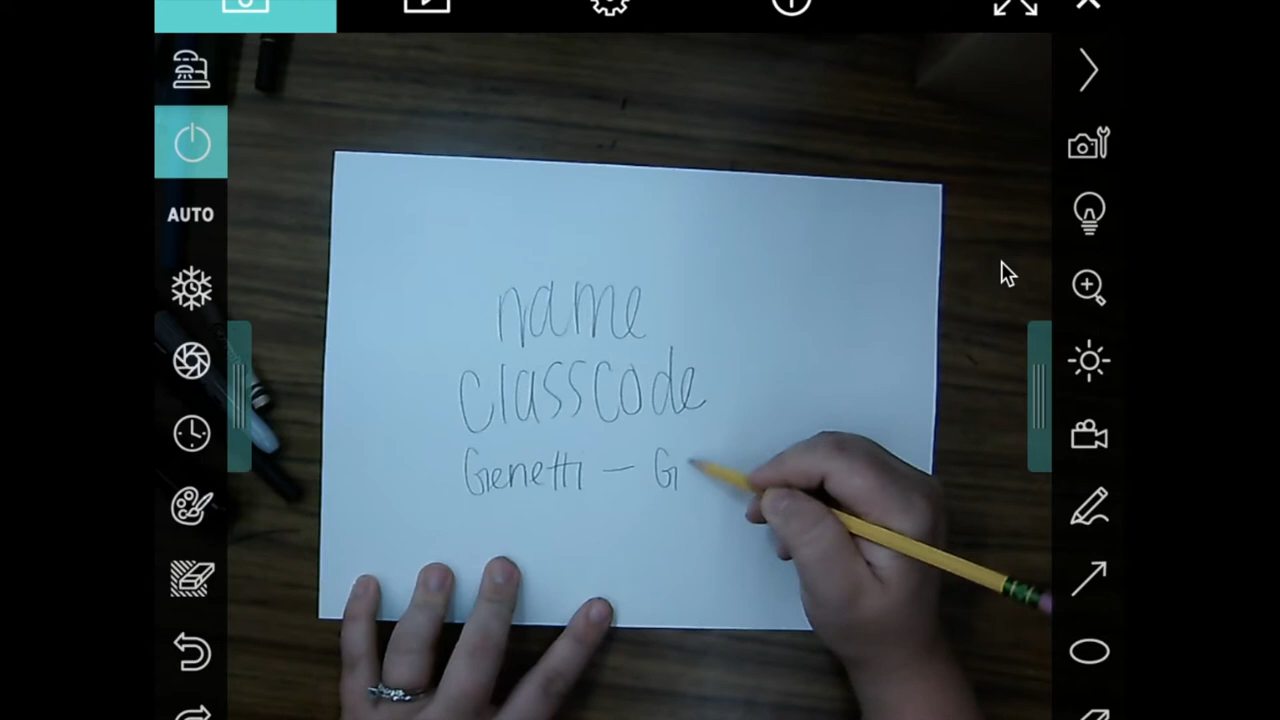 AUTO
name
classcode
Genetti — G